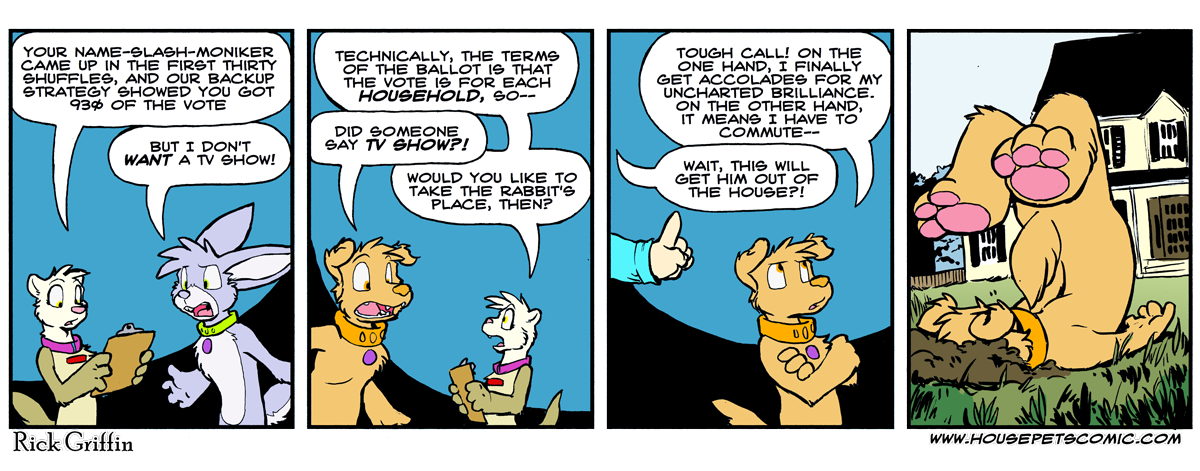 YOUR NAME-SLASH-MONIKER
CAME UP IN THE FIRST THIRTY
SHUFFLES, AND OUR BACKUP
STRATEGY SHOWED YOU GOT
93¢ OF THE VOTE
BUT I DON'T
WANT A TV SHOW!
TECHNICALLY, THE TERMS
OF THE BALLOT IS THAT
THE VOTE IS FOR EACH
HOUSEHOLD, SO--
DID SOMEONE
SAY TV SHOW?!
WOULD YOU LIKE TO
TAKE THE RABBIT'S
PLACE, THEN?
TOUGH CALL! ON THE
ONE HAND, I FINALLY
GET ACCOLADES FOR MY
UNCHARTED BRILLIANCE.
ON THE OTHER HAND,
IT MEANS I HAVE TO
COMMUTE--
WAIT, THIS WILL
GET HIM OUT OF
THE HOUSE?!
Rick Griffin
WWW.HOUSEPETSCOMIC.COM